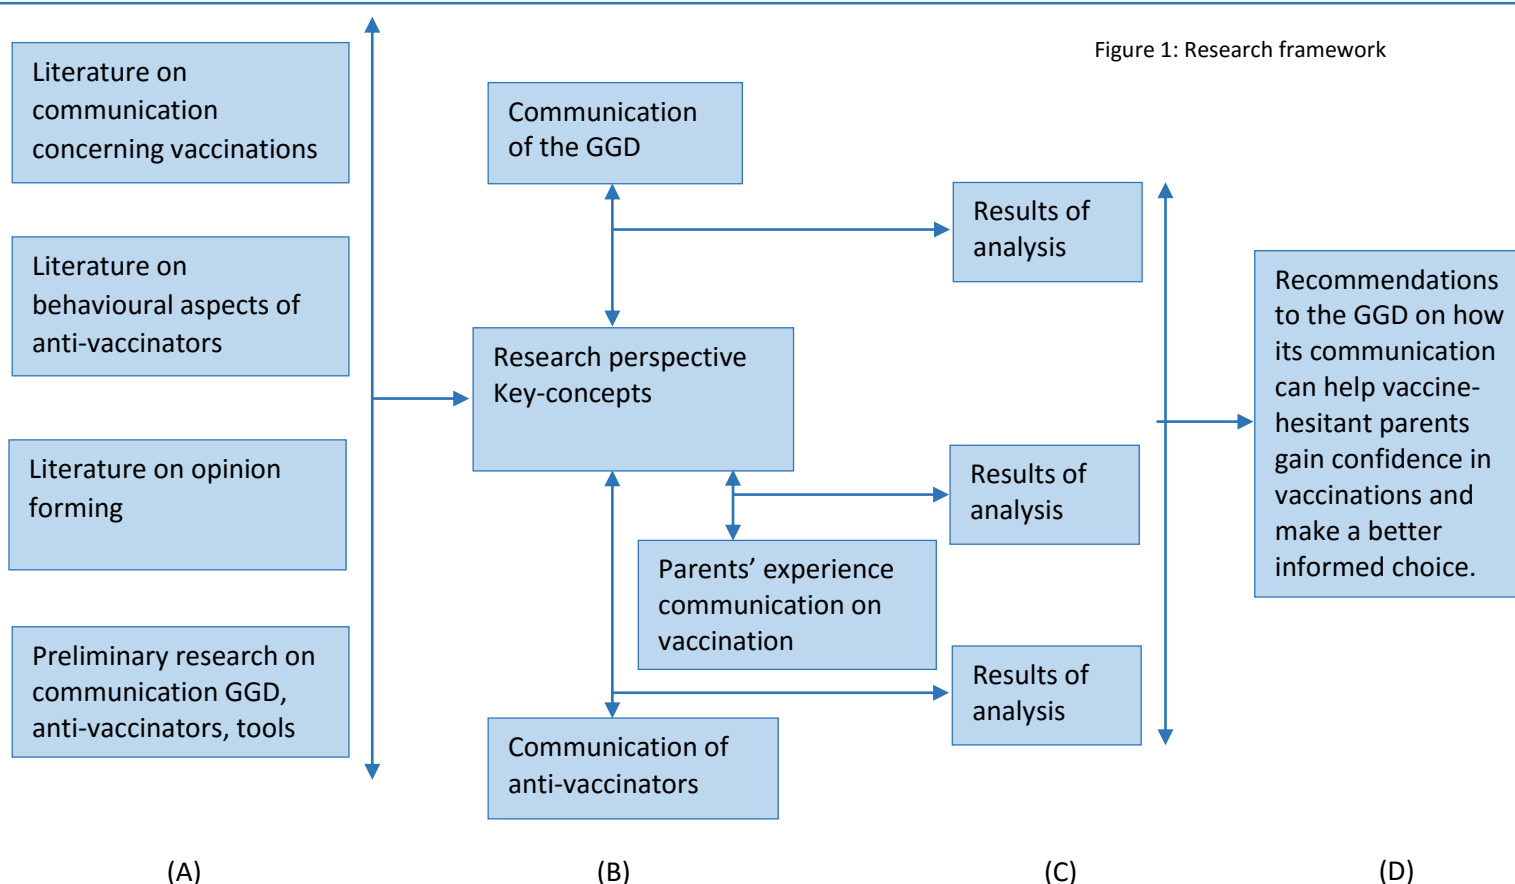 Figure 1: Research framework
Literature on
communication
concerning vaccinations
Literature on
behavioural aspects of
anti-vaccinators
Literature on opinion
forming
Preliminary research on
communication GGD,
anti-vaccinators, tools
Communication
of the GGD
Research perspective
Key-concepts
Parents’ experience
communication on
vaccination
Communication of
anti-vaccinators
Results of
analysis
Results of
analysis
Results of
analysis
Recommendations
to the GGD on how
its communication
can help vaccine-
hesitant parents
gain confidence in
vaccinations and
make a better
informed choice.
(A)
(B)
(C)
(D)